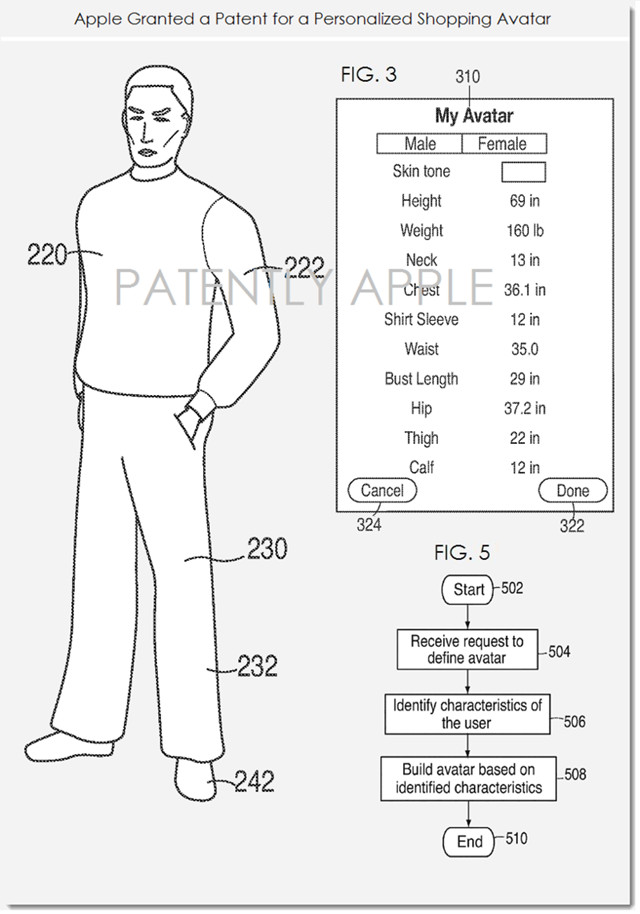 Apple Granted a Patent for a Personalized Shopping Avatar
FIG. 3
310
My Avatar
Male Female
Skin tone
Height 69 in
Weight 160 lb
Neck 13 in
Chest 36.1 in
Shirt Sleeve 12 in
Waist 35.0
Bust Length 29 in
Hip 37.2 in
Thigh 22 in
Calf 12 in
Cancel Done
324 322
220
222
PATENTLY APPLE
230
232
242
FIG. 5
Start 502
Receive request to
define avatar
504
Identify characteristics of
the user
506
Build avatar based on
identified characteristics
508
End 510